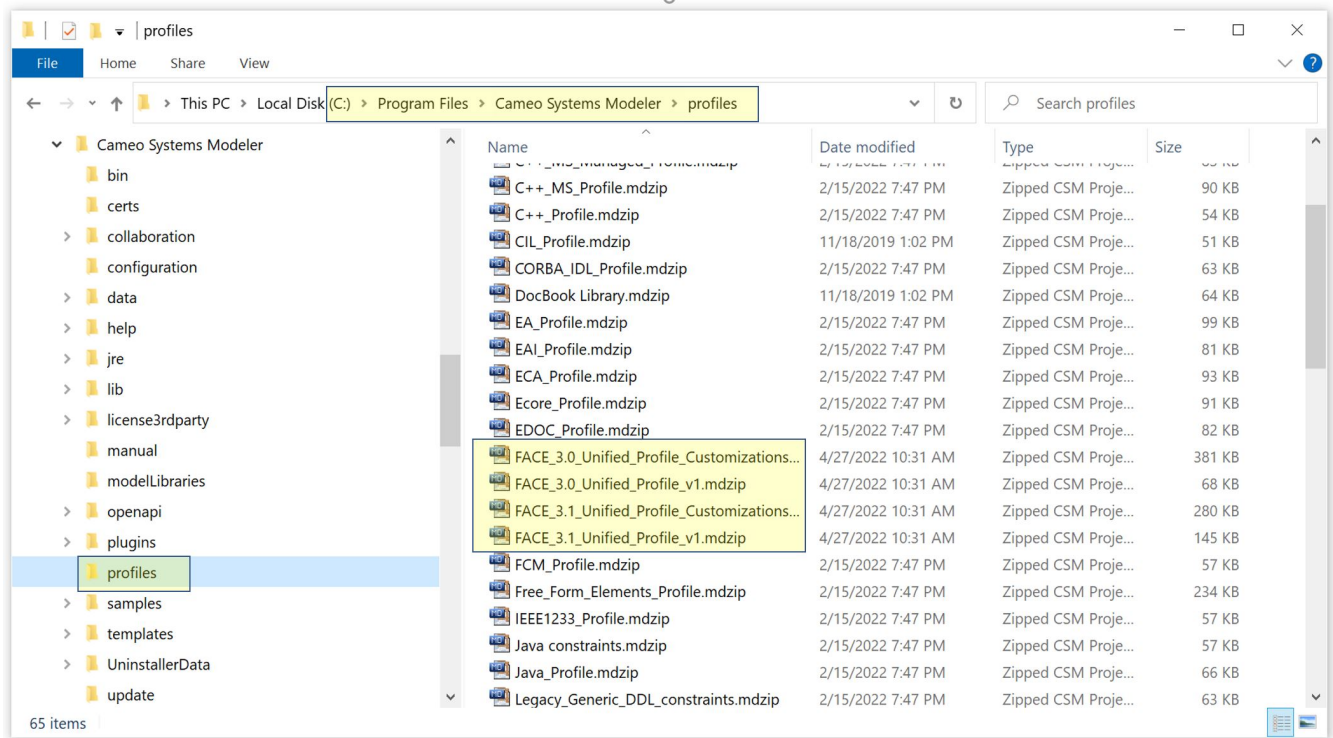 profiles
File Home Share View
This PC > Local Disk (C:) > Program Files > Cameo Systems Modeler > profiles Search profiles
Cameo Systems Modeler
bin
certs
collaboration
configuration
data
help
jre
lib
license3rdparty
manual
modelLibraries
openapi
plugins
profiles
samples
templates
UninstallerData
update
Name Date modified Type Size
C++_MS_Profile.mdzip 2/15/2022 7:47 PM Zipped CSM Proje... 90 KB
C++_Profile.mdzip 2/15/2022 7:47 PM Zipped CSM Proje... 54 KB
CIL_Profile.mdzip 11/18/2019 1:02 PM Zipped CSM Proje... 51 KB
CORBA_IDL_Profile.mdzip 2/15/2022 7:47 PM Zipped CSM Proje... 63 KB
DocBook Library.mdzip 11/18/2019 1:02 PM Zipped CSM Proje... 64 KB
EA_Profile.mdzip 2/15/2022 7:47 PM Zipped CSM Proje... 99 KB
EAI_Profile.mdzip 2/15/2022 7:47 PM Zipped CSM Proje... 81 KB
ECA_Profile.mdzip 2/15/2022 7:47 PM Zipped CSM Proje... 93 KB
Ecore_Profile.mdzip 2/15/2022 7:47 PM Zipped CSM Proje... 91 KB
EDOC_Profile.mdzip 2/15/2022 7:47 PM Zipped CSM Proje... 82 KB
FACE_3.0_Unified_Profile_Customizations... 4/27/2022 10:31 AM Zipped CSM Proje... 381 KB
FACE_3.0_Unified_Profile_v1.mdzip 4/27/2022 10:31 AM Zipped CSM Proje... 68 KB
FACE_3.1_Unified_Profile_Customizations... 4/27/2022 10:31 AM Zipped CSM Proje... 280 KB
FACE_3.1_Unified_Profile_v1.mdzip 4/27/2022 10:31 AM Zipped CSM Proje... 145 KB
FCM_Profile.mdzip 2/15/2022 7:47 PM Zipped CSM Proje... 57 KB
Free_Form_Elements_Profile.mdzip 2/15/2022 7:47 PM Zipped CSM Proje... 234 KB
IEEE1233_Profile.mdzip 2/15/2022 7:47 PM Zipped CSM Proje... 57 KB
Java constraints.mdzip 2/15/2022 7:47 PM Zipped CSM Proje... 57 KB
Java_Profile.mdzip 2/15/2022 7:47 PM Zipped CSM Proje... 66 KB
Legacy_Generic_DDL_constraints.mdzip 2/15/2022 7:47 PM Zipped CSM Proje... 63 KB
65 items